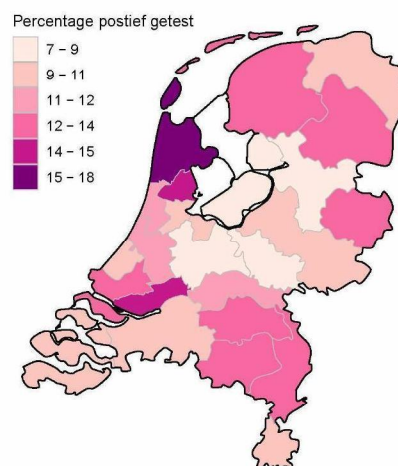 Percentage postief getest
7 – 9
9 – 11
11 – 12
12 – 14
14 – 15
15 – 18